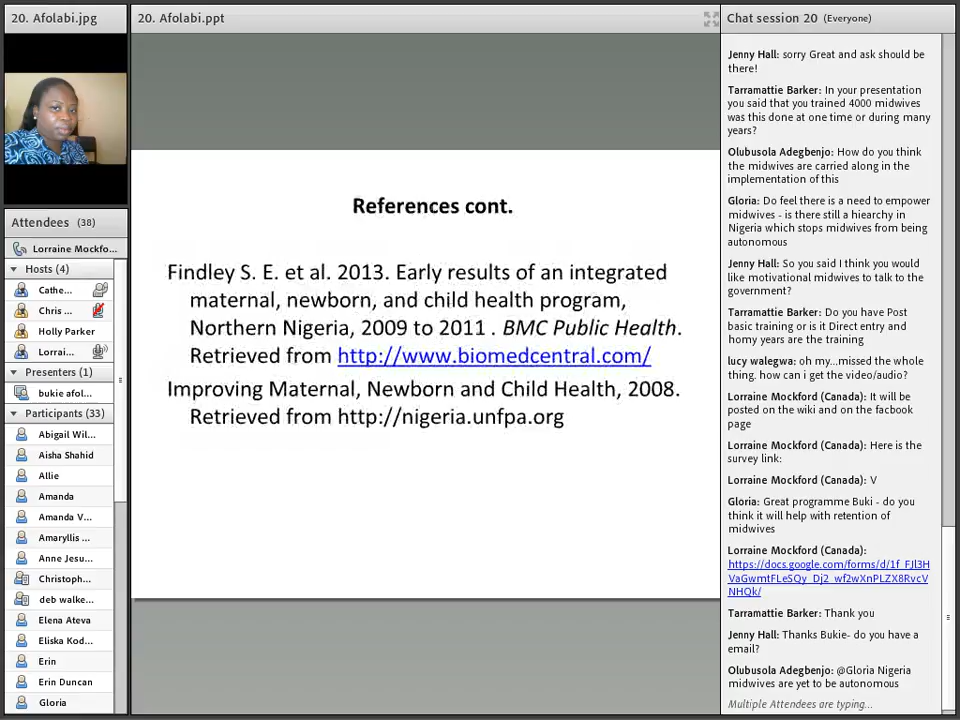 20. Afolabi.jpg
Attendees (38)
Lorraine Mockfo...
Hosts (4)
Cathe...
Chris ...
Holly Parker
Lorrai...
Presenters (1)
bukie afol...
Participants (33)
Abigail Wil...
Aisha Shahid
Allie
Amanda
Amanda V...
Amaryllis ...
Anne Jesu...
Christoph...
deb walke...
Elena Ateva
Eliska Kod...
Erin
Erin Duncan
Gloria
20. Afolabi.ppt
References cont.
Findley S. E. et al. 2013. Early results of an integrated
maternal, newborn, and child health program,
Northern Nigeria, 2009 to 2011 . BMC Public Health.
Retrieved from http://www.biomedcentral.com/
Improving Maternal, Newborn and Child Health, 2008.
Retrieved from http://nigeria.unfpa.org
Chat session 20 (Everyone)
Jenny Hall: sorry Great and ask should be
there!
Tarramattie Barker: In your presentation
you said that you trained 4000 midwives
was this done at one time or during many
years?
Olubusola Adegbenjo: How do you think
the midwives are carried along in the
implementation of this
Gloria: Do feel there is a need to empower
midwives - is there still a hiearchy in
Nigeria which stops midwives from being
autonomous
Jenny Hall: So you said I think you would
like motivational midwives to talk to the
government?
Tarramattie Barker: Do you have Post
basic training or is it Direct entry and
homy years are the training
lucy walegwa: oh my...missed the whole
thing. how can i get the video/audio?
Lorraine Mockford (Canada): It will be
posted on the wiki and on the facbook
page
Lorraine Mockford (Canada): Here is the
survey link:
Lorraine Mockford (Canada): V
Gloria: Great programme Buki - do you
think it will help with retention of
midwives
Lorraine Mockford (Canada):
https://docs.google.com/forms/d/1f_FJl3H
VaGwmtFLeSQy_Dj2_wf2wXnPLZX8RvcV
NHQk/
Tarramattie Barker: Thank you
Jenny Hall: Thanks Bukie- do you have a
email?
Olubusola Adegbenjo: @Gloria Nigeria
midwives are yet to be autonomous
Multiple Attendees are typing...